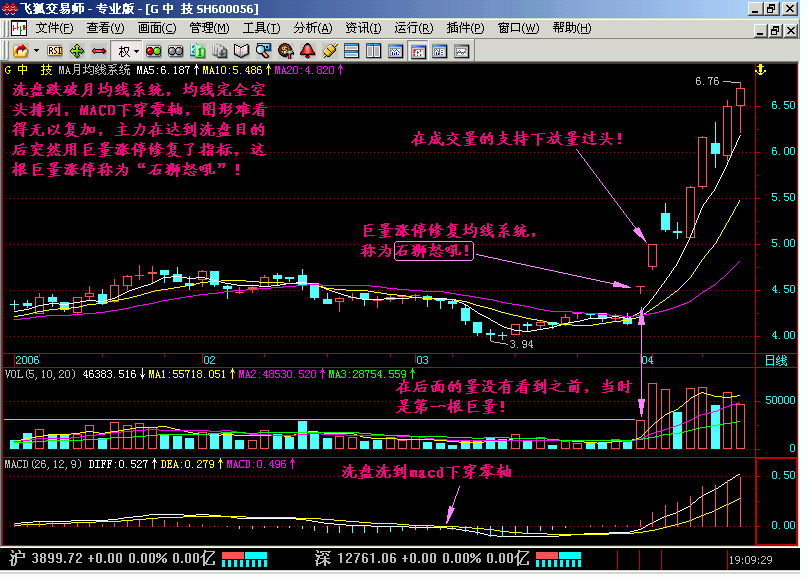 飞狐交易师 - 专业版 - [G 中  技 SH600056]
文件(F) 查看(V) 画面(C) 管理(M) 工具(T) 分析(A) 资讯(I) 运行(R) 插件(P) 窗口(W) 帮助(H)
RSI 权
G 中  技 MA月均线系统 MA5:6.187↑MA10:5.486↑MA20:4.820↑
6.76
洗盘跌破月均线系统，均线完全空
头排列，MACD下穿零轴，图形难看
得无以复加，主力在达到洗盘目的
后突然用巨量涨停修复了指标，这
根巨量涨停称为“石狮怒吼”！
在成交量的支持下放量过头！
巨量涨停修复均线系统，
称为石狮怒吼！
6.50
6.00
5.50
5.00
4.50
4.00
3.94
2006 02 03 04 日线
VOL(5,10,20) 46383.516↓MA1:55718.051↑MA2:48530.520↑MA3:28754.559↑
在后面的量没有看到之前，当时
是第一根巨量！
50000
0
MACD(26,12,9) DIFF:0.527↑DEA:0.279↑MACD:0.496↑
洗盘洗到macd下穿零轴
0.50
0.00
沪 3899.72 +0.00 0.00% 0.00亿 深 12761.06 +0.00 0.00% 0.00亿 19:09:29